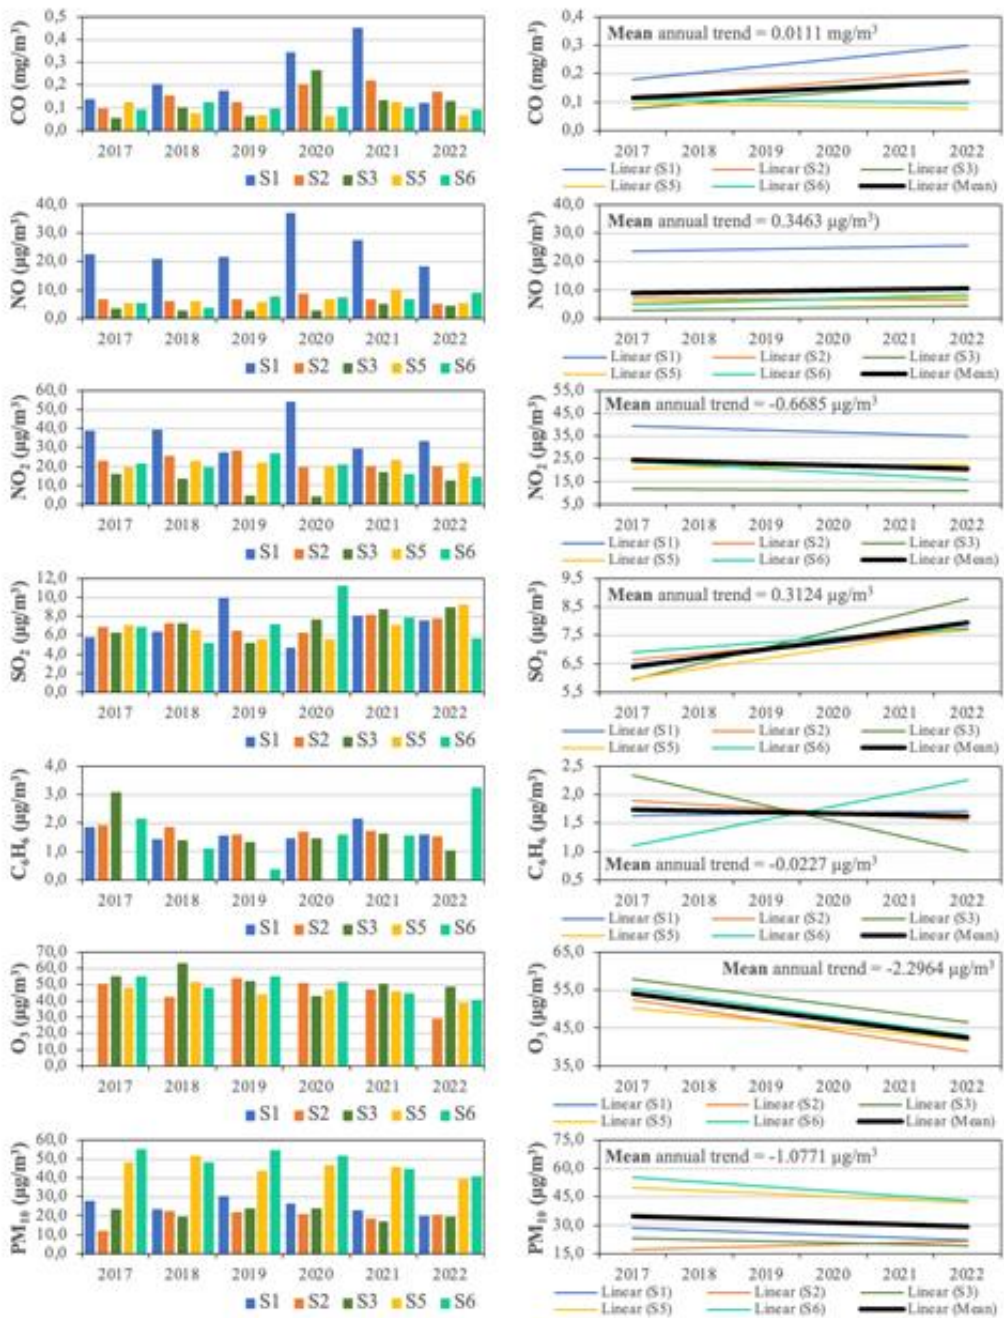 CO (mg/m³)
0,5
0,4
0,3
0,2
0,1
0,0
2017 2018 2019 2020 2021 2022
S1 S2 S3 S5 S6
CO (mg/m³)
0,4
0,3
0,2
0,1
0,0
Mean annual trend = 0.0111 mg/m³
2017 2018 2019 2020 2021 2022
Linear (S1) Linear (S2) Linear (S3)
Linear (S5) Linear (S6) Linear (Mean)
NO (µg/m³)
40,0
30,0
20,0
10,0
0,0
2017 2018 2019 2020 2021 2022
S1 S2 S3 S5 S6
NO (µg/m³)
40,0
30,0
20,0
10,0
0,0
Mean annual trend = 0.3463 µg/m³)
2017 2018 2019 2020 2021 2022
Linear (S1) Linear (S2) Linear (S3)
Linear (S5) Linear (S6) Linear (Mean)
NO₂ (µg/m³)
60,0
50,0
40,0
30,0
20,0
10,0
0,0
2017 2018 2019 2020 2021 2022
S1 S2 S3 S5 S6
NO₂ (µg/m³)
55,0
45,0
35,0
25,0
15,0
5,0
Mean annual trend = -0.6685 µg/m³
2017 2018 2019 2020 2021 2022
Linear (S1) Linear (S2) Linear (S3)
Linear (S5) Linear (S6) Linear (Mean)
SO₂ (µg/m³)
12,0
10,0
8,0
6,0
4,0
2,0
0,0
2017 2018 2019 2020 2021 2022
S1 S2 S3 S5 S6
SO₂ (µg/m³)
9,5
8,5
7,5
6,5
5,5
Mean annual trend = 0.3124 µg/m³
2017 2018 2019 2020 2021 2022
Linear (S1) Linear (S2) Linear (S3)
Linear (S5) Linear (S6) Linear (Mean)
C₆H₆ (µg/m³)
4,0
3,0
2,0
1,0
0,0
2017 2018 2019 2020 2021 2022
S1 S2 S3 S5 S6
C₆H₆ (µg/m³)
2,5
2,0
1,5
1,0
0,5
Mean annual trend = -0.0227 µg/m³
2017 2018 2019 2020 2021 2022
Linear (S1) Linear (S2) Linear (S3)
Linear (S5) Linear (S6) Linear (Mean)
O₃ (µg/m³)
70,0
60,0
50,0
40,0
30,0
20,0
10,0
0,0
2017 2018 2019 2020 2021 2022
S1 S2 S3 S5 S6
O₃ (µg/m³)
65,0
55,0
45,0
35,0
Mean annual trend = -2.2964 µg/m³
2017 2018 2019 2020 2021 2022
Linear (S1) Linear (S2) Linear (S3)
Linear (S5) Linear (S6) Linear (Mean)
PM₁₀ (µg/m³)
60,0
50,0
40,0
30,0
20,0
10,0
0,0
2017 2018 2019 2020 2021 2022
S1 S2 S3 S5 S6
PM₁₀ (µg/m³)
75,0
60,0
45,0
30,0
15,0
Mean annual trend = -1.0771 µg/m³
2017 2018 2019 2020 2021 2022
Linear (S1) Linear (S2) Linear (S3)
Linear (S5) Linear (S6) Linear (Mean)